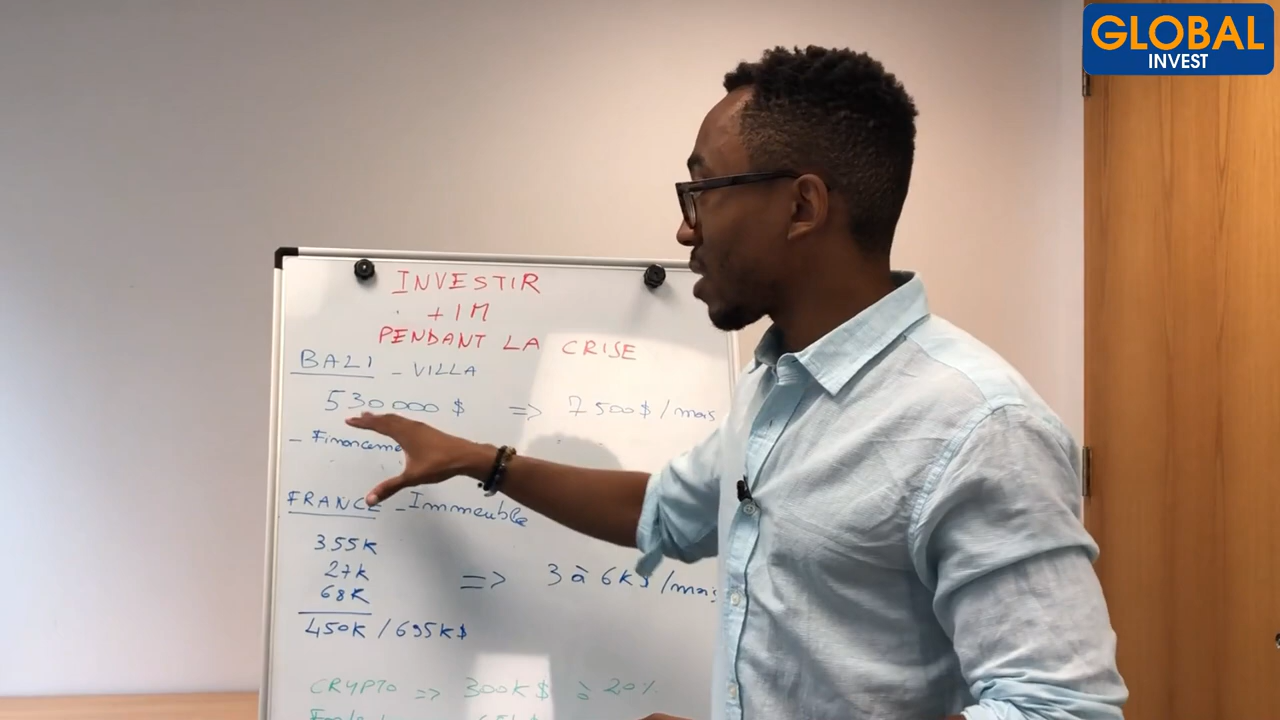 GLOBAL
INVEST
INVESTIR
+1M
PENDANT LA CRISE
BALI - VILLA
530 000 $ => 7 500$/mois
- Financeme
FRANCE - Immeuble
355K
27K
68K
=> 3 à 6K$/mois
450K / 695K$
CRYPTO => 300K$ à 20%